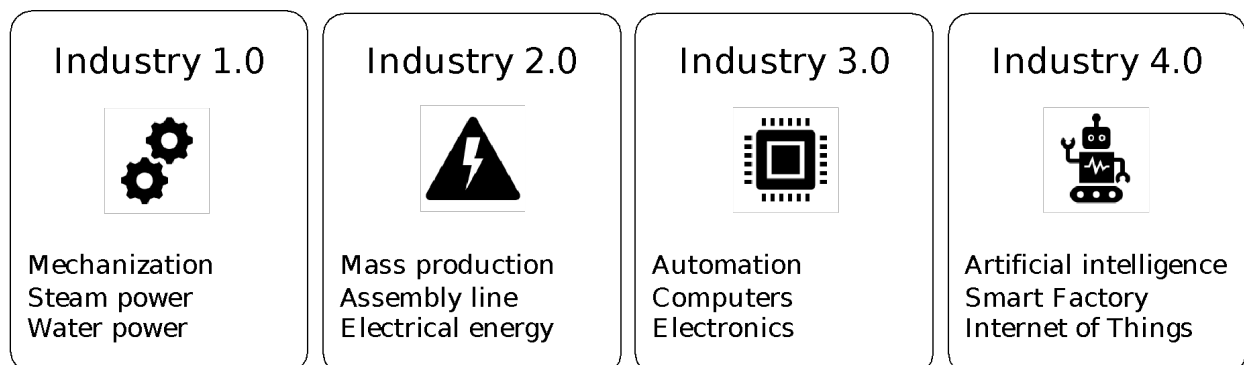 Industry 1.0
Mechanization
Steam power
Water power
Industry 2.0
Mass production
Assembly line
Electrical energy
Industry 3.0
Automation
Computers
Electronics
Industry 4.0
Artificial intelligence
Smart Factory
Internet of Things